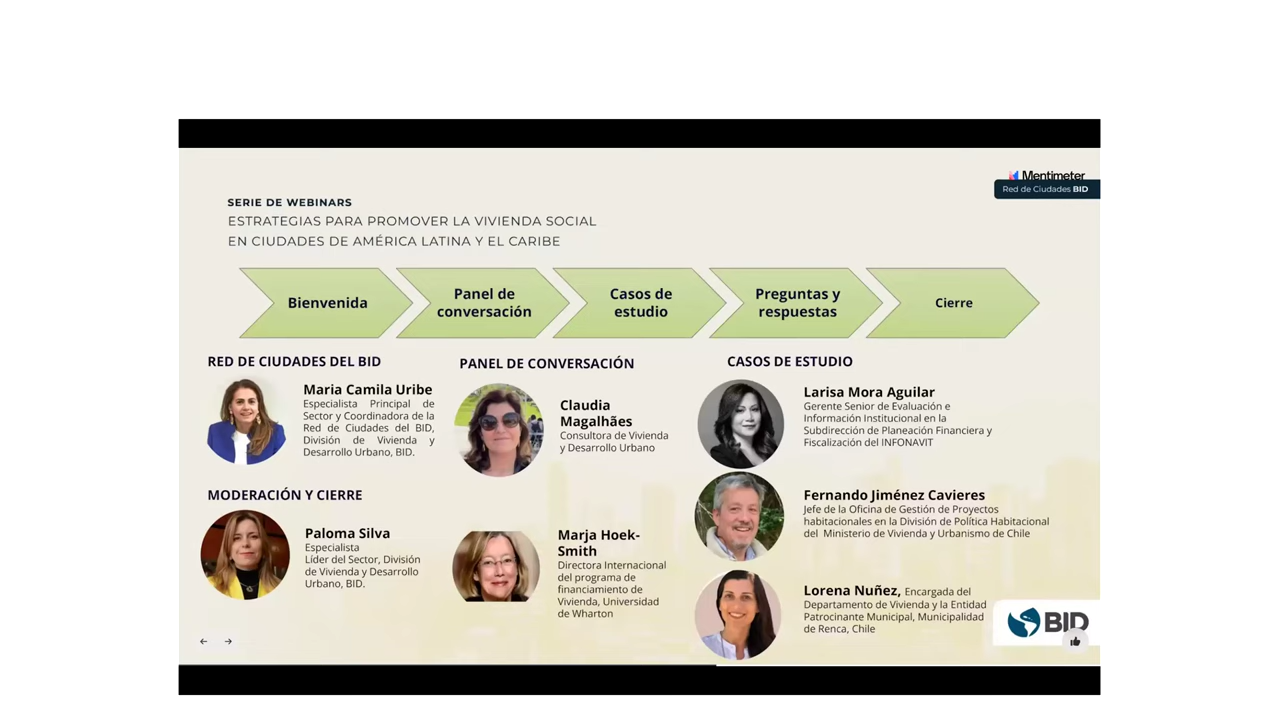 Mentimeter
Red de Ciudades BID
SERIE DE WEBINARS
ESTRATEGIAS PARA PROMOVER LA VIVIENDA SOCIAL
EN CIUDADES DE AMÉRICA LATINA Y EL CARIBE
Bienvenida
Panel de
conversación
Casos de
estudio
Preguntas y
respuestas
Cierre
RED DE CIUDADES DEL BID
Maria Camila Uribe
Especialista Principal de
Sector y Coordinadora de la
Red de Ciudades del BID,
División de Vivienda y
Desarrollo Urbano, BID.
MODERACIÓN Y CIERRE
Paloma Silva
Especialista
Líder del Sector, División
de Vivienda y Desarrollo
Urbano, BID.
PANEL DE CONVERSACIÓN
Claudia
Magalhães
Consultora de Vivienda
y Desarrollo Urbano
Marja Hoek-
Smith
Directora Internacional
del programa de
financiamiento de
Vivienda, Universidad
de Wharton
CASOS DE ESTUDIO
Larisa Mora Aguilar
Gerente Senior de Evaluación e
Información Institucional en la
Subdirección de Planeación Financiera y
Fiscalización del INFONAVIT
Fernando Jiménez Cavieres
Jefe de la Oficina de Gestión de Proyectos
habitacionales en la División de Política Habitacional
del Ministerio de Vivienda y Urbanismo de Chile
Lorena Nuñez, Encargada del
Departamento de Vivienda y la Entidad
Patrocinante Municipal, Municipalidad
de Renca, Chile
BID